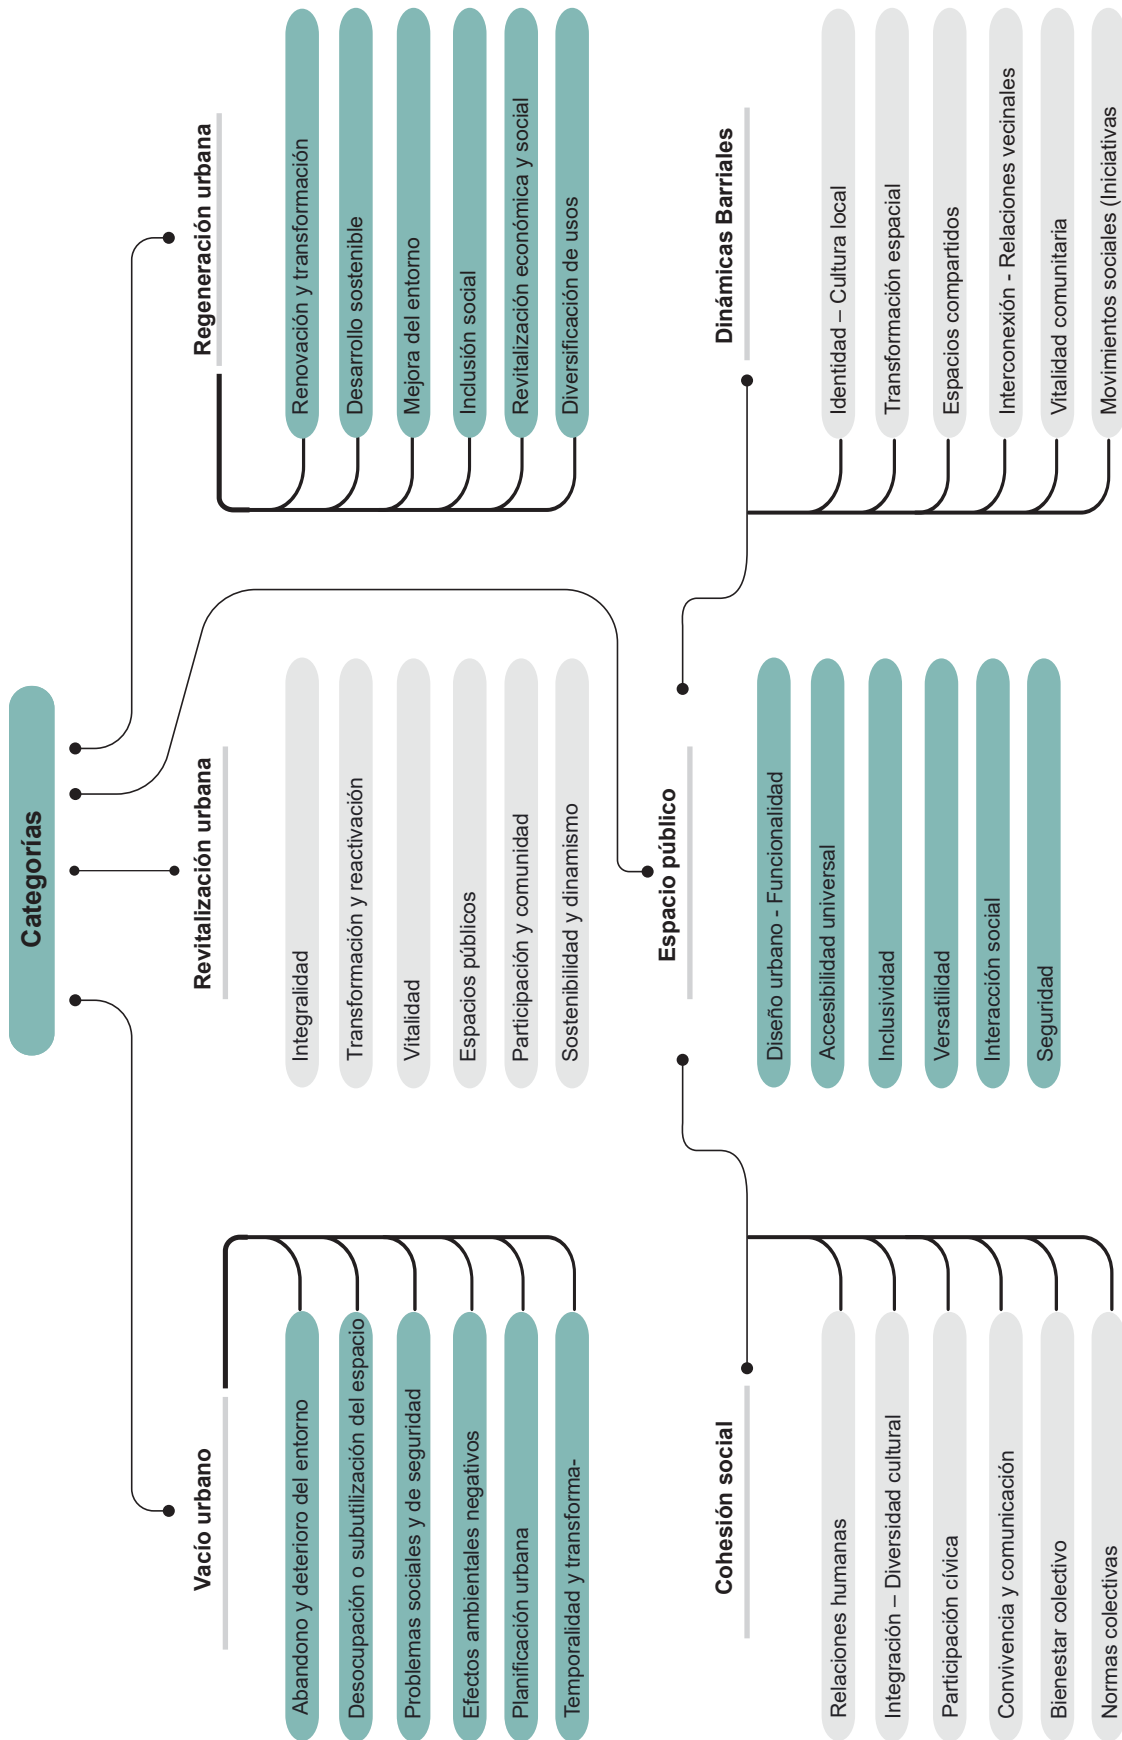 Categorías
Vacío urbano
Abandono y deterioro del entorno
Desocupación o subutilización del espacio
Problemas sociales y de seguridad
Efectos ambientales negativos
Planificación urbana
Temporalidad y transforma-
Revitalización urbana
Integralidad
Transformación y reactivación
Vitalidad
Espacios públicos
Participación y comunidad
Sostenibilidad y dinamismo
Regeneración urbana
Renovación y transformación
Desarrollo sostenible
Mejora del entorno
Inclusión social
Revitalización económica y social
Diversificación de usos
Cohesión social
Relaciones humanas
Integración – Diversidad cultural
Participación cívica
Convivencia y comunicación
Bienestar colectivo
Normas colectivas
Espacio público
Diseño urbano - Funcionalidad
Accesibilidad universal
Inclusividad
Versatilidad
Interacción social
Seguridad
Dinámicas Barriales
Identidad – Cultura local
Transformación espacial
Espacios compartidos
Interconexión - Relaciones vecinales
Vitalidad comunitaria
Movimientos sociales (Iniciativas